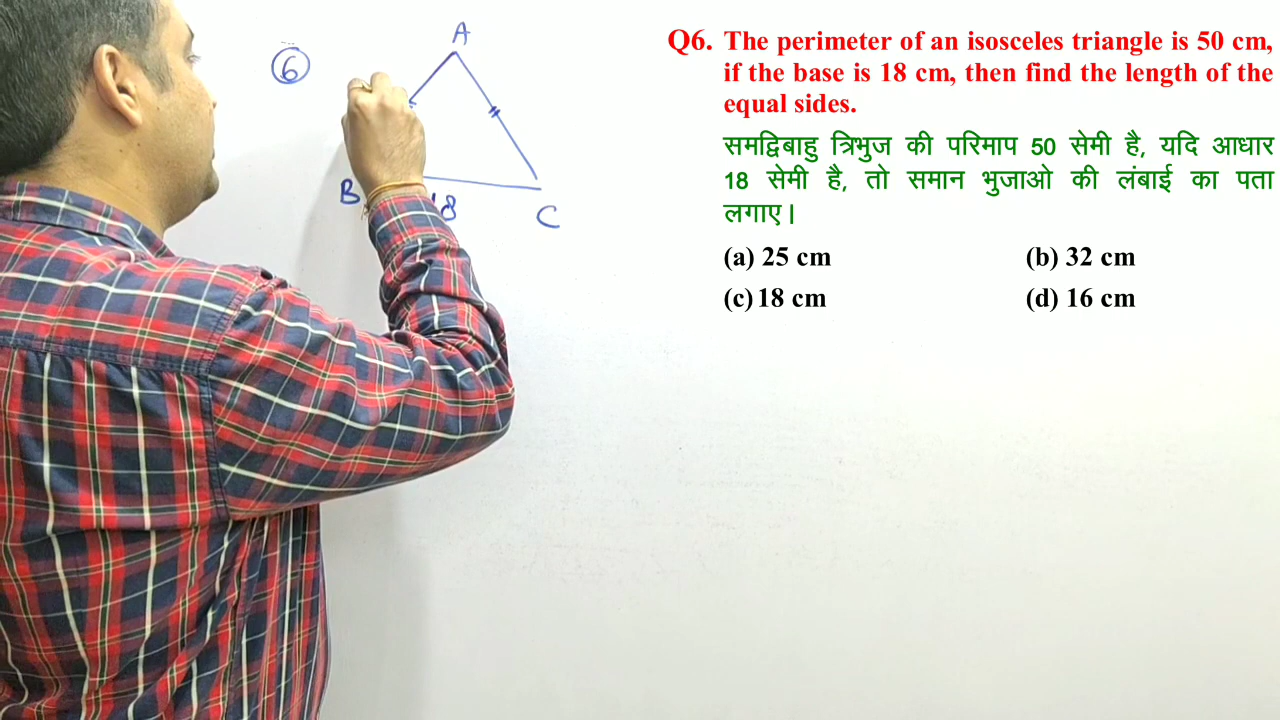 6
A
B
18
C
Q6. The perimeter of an isosceles triangle is 50 cm,
if the base is 18 cm, then find the length of the
equal sides.
समद्विबाहु त्रिभुज की परिमाप 50 सेमी है, यदि आधार
18 सेमी है, तो समान भुजाओ की लंबाई का पता
लगाए।
(a) 25 cm (b) 32 cm
(c) 18 cm (d) 16 cm